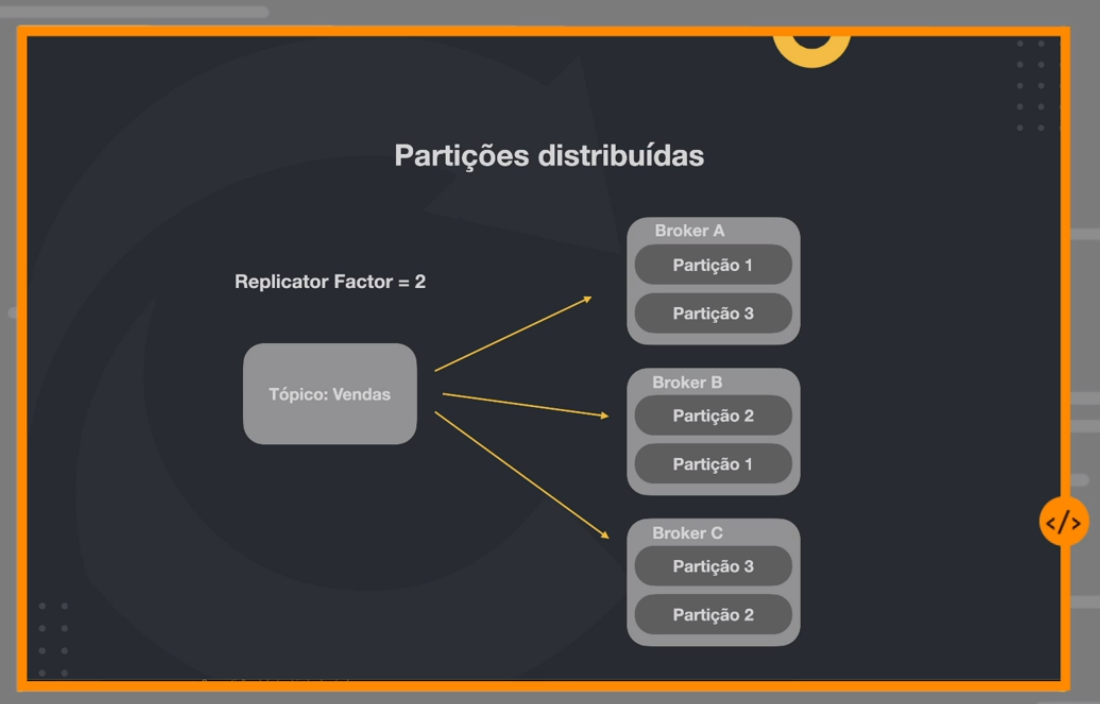 Partições distribuídas
Replicator Factor = 2
Tópico: Vendas
Broker A
Partição 1
Partição 3
Broker B
Partição 2
Partição 1
Broker C
Partição 3
Partição 2
</>